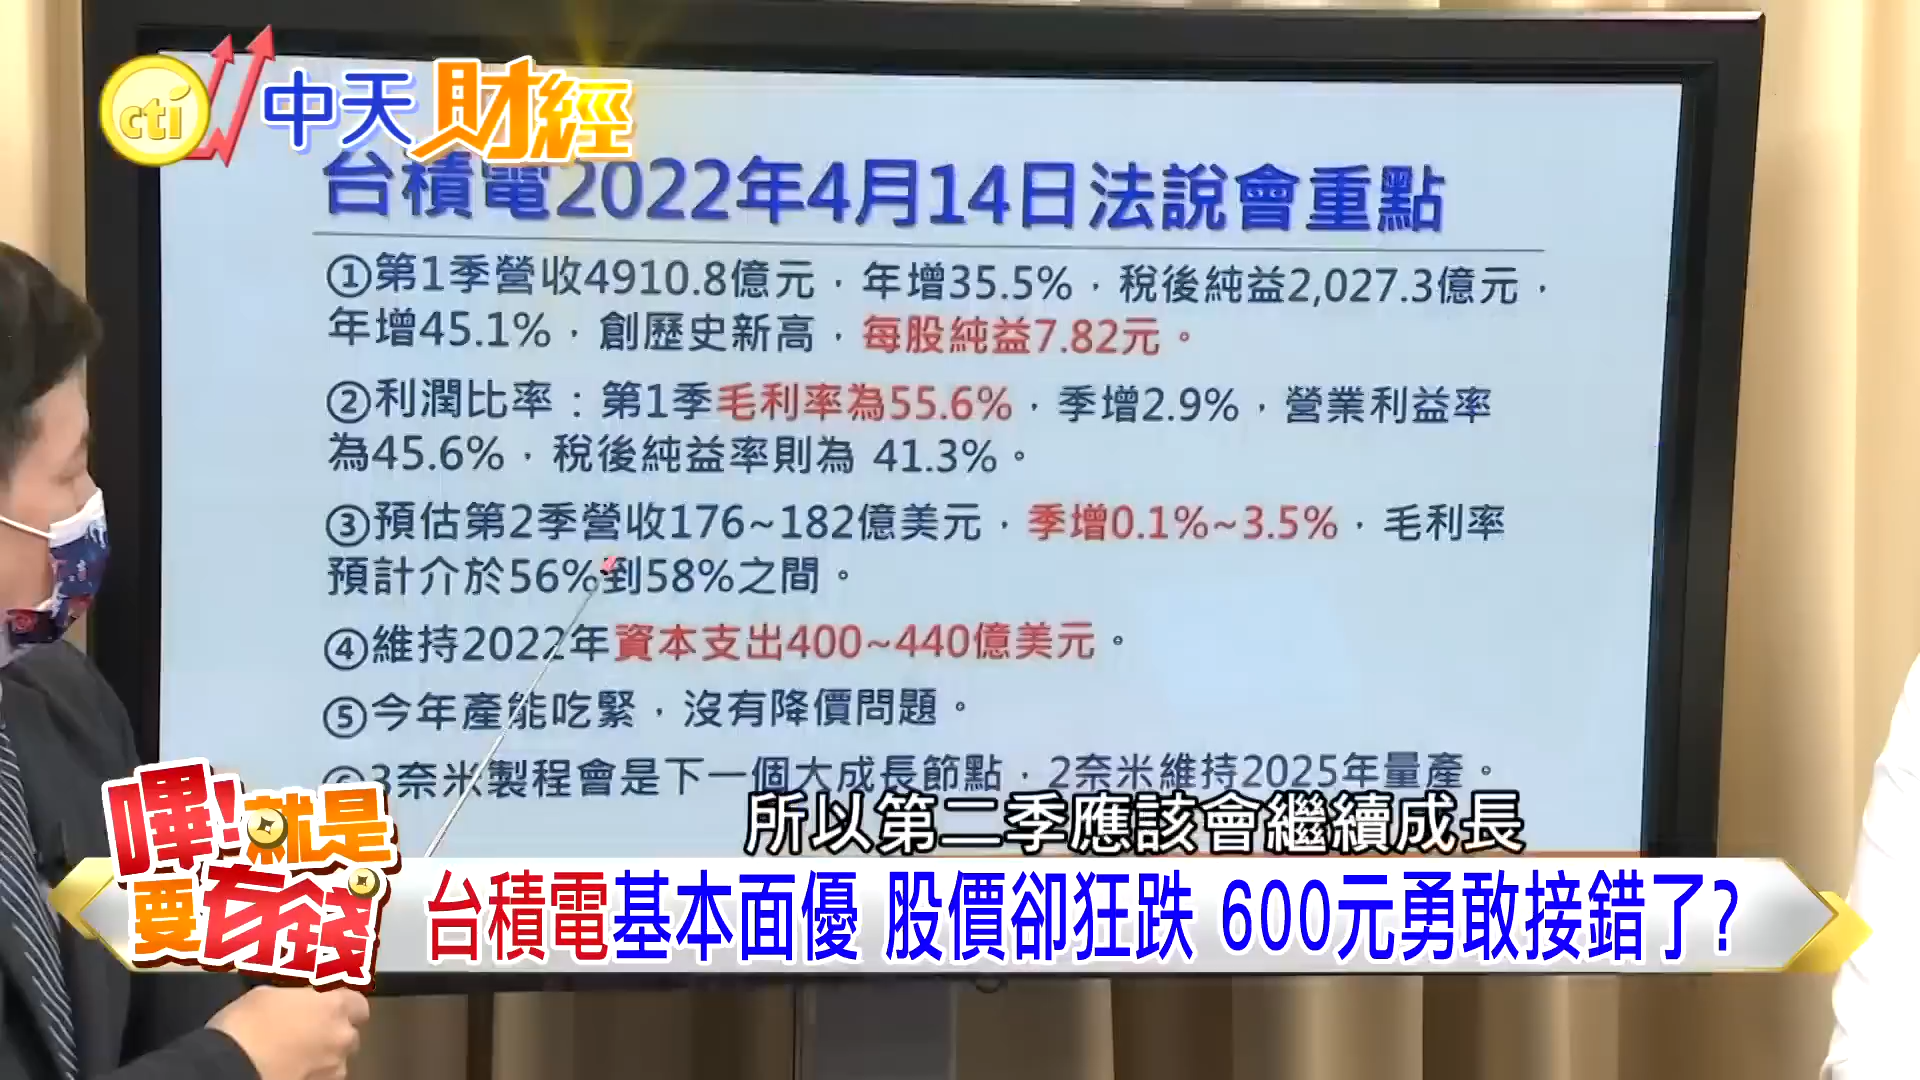 cti 中天財經
台積電2022年4月14日法說會重點
①第1季營收4910.8億元，年增35.5%，稅後純益2,027.3億元，
年增45.1%，創歷史新高，每股純益7.82元。
②利潤比率：第1季毛利率為55.6%，季增2.9%，營業利益率
為45.6%，稅後純益率則為 41.3%。
③預估第2季營收176~182億美元，季增0.1%~3.5%，毛利率
預計介於56%到58%之間。
④維持2022年資本支出400~440億美元。
⑤今年產能吃緊，沒有降價問題。
⑥3奈米製程會是下一個大成長節點，2奈米維持2025年量產。
所以第二季應該會繼續成長
嗶!就是
要有錢
台積電基本面優 股價卻狂跌 600元勇敢接錯了?